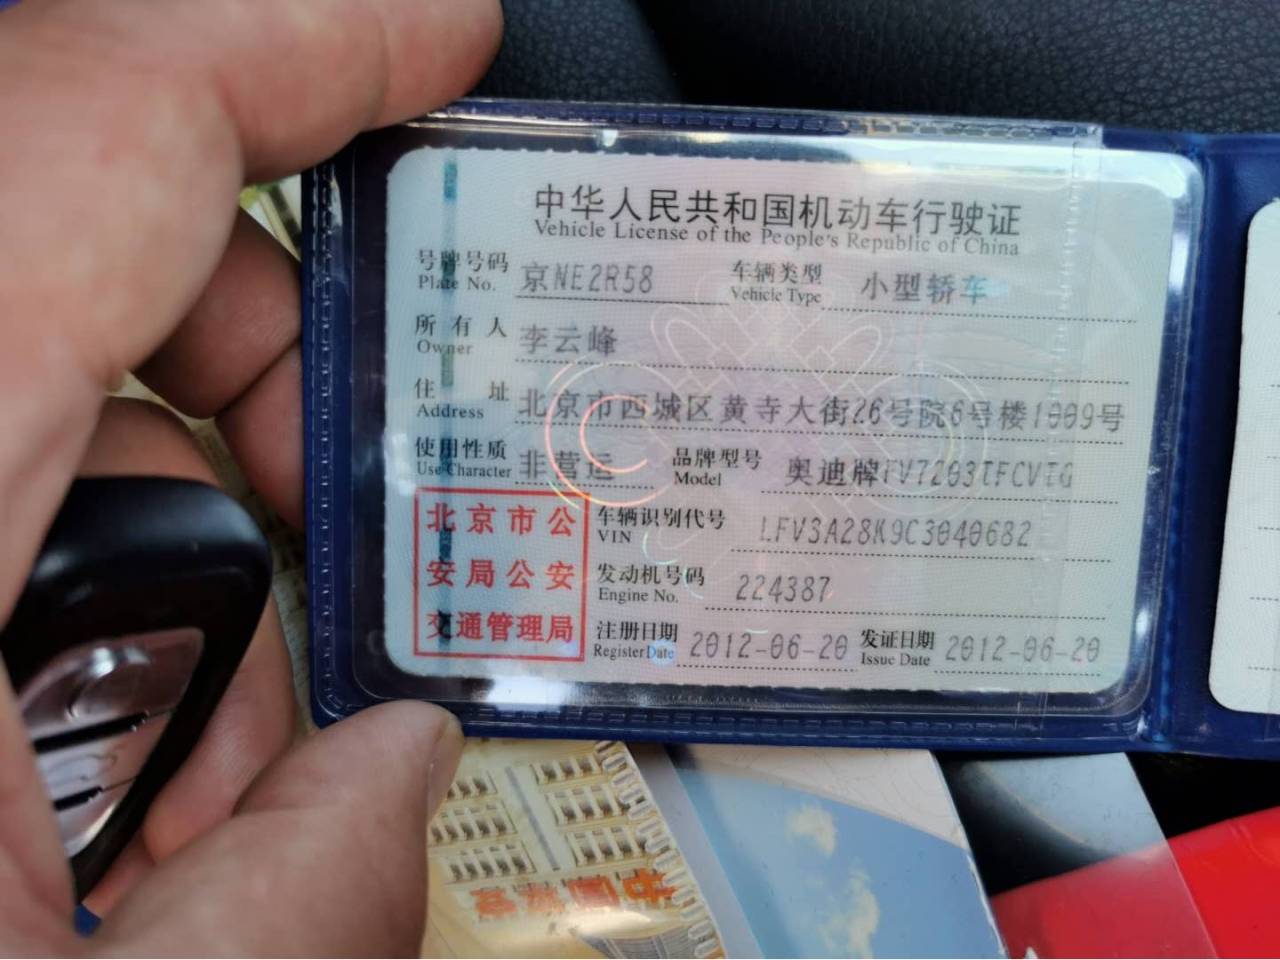 中华人民共和国机动车行驶证
Vehicle License of the People's Republic of China
号牌号码 京NE2R58 车辆类型 小型轿车
Plate No. Vehicle Type
所有人 李云峰
Owner
住址 北京市西城区黄寺大街26号院6号楼1009号
Address
使用性质 非营运 品牌型号 奥迪牌FV7203TFCVTG
Use Character Model
北京市公
安局公安
交通管理局
车辆识别代号 LFV3A28K9C3040682
VIN
发动机号码 224387
Engine No.
注册日期 2012-06-20 发证日期 2012-06-20
Register Date Issue Date